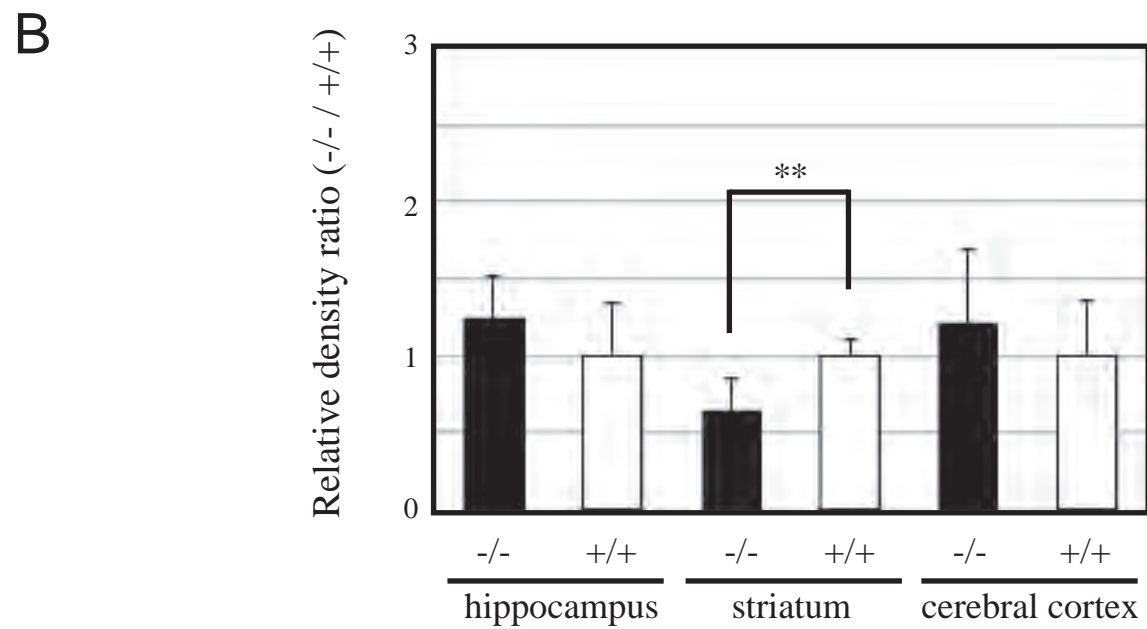 B
Relative density ratio (-/- / +/+)
3
2
1
0
**
-/- +/+ -/- +/+ -/- +/+
hippocampus striatum cerebral cortex